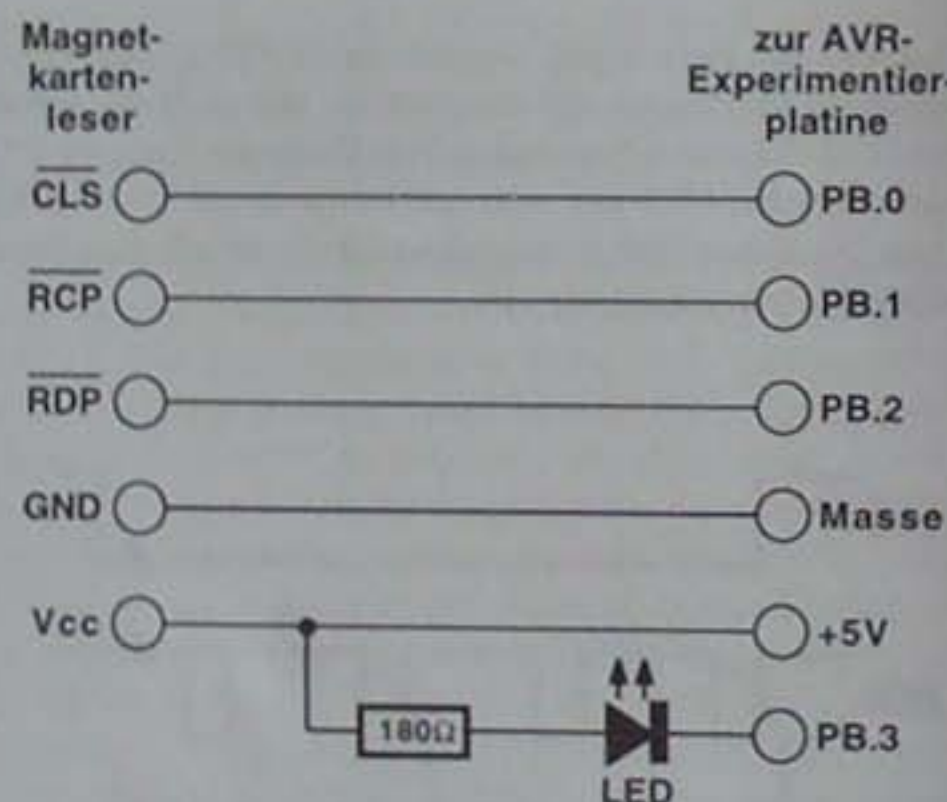 Magnet-
karten-
leser
zur AVR-
Experimentier-
platine
CLS
PB.0
RCP
PB.1
RDP
PB.2
GND
Masse
Vcc
+5V
180Ω
PB.3
LED